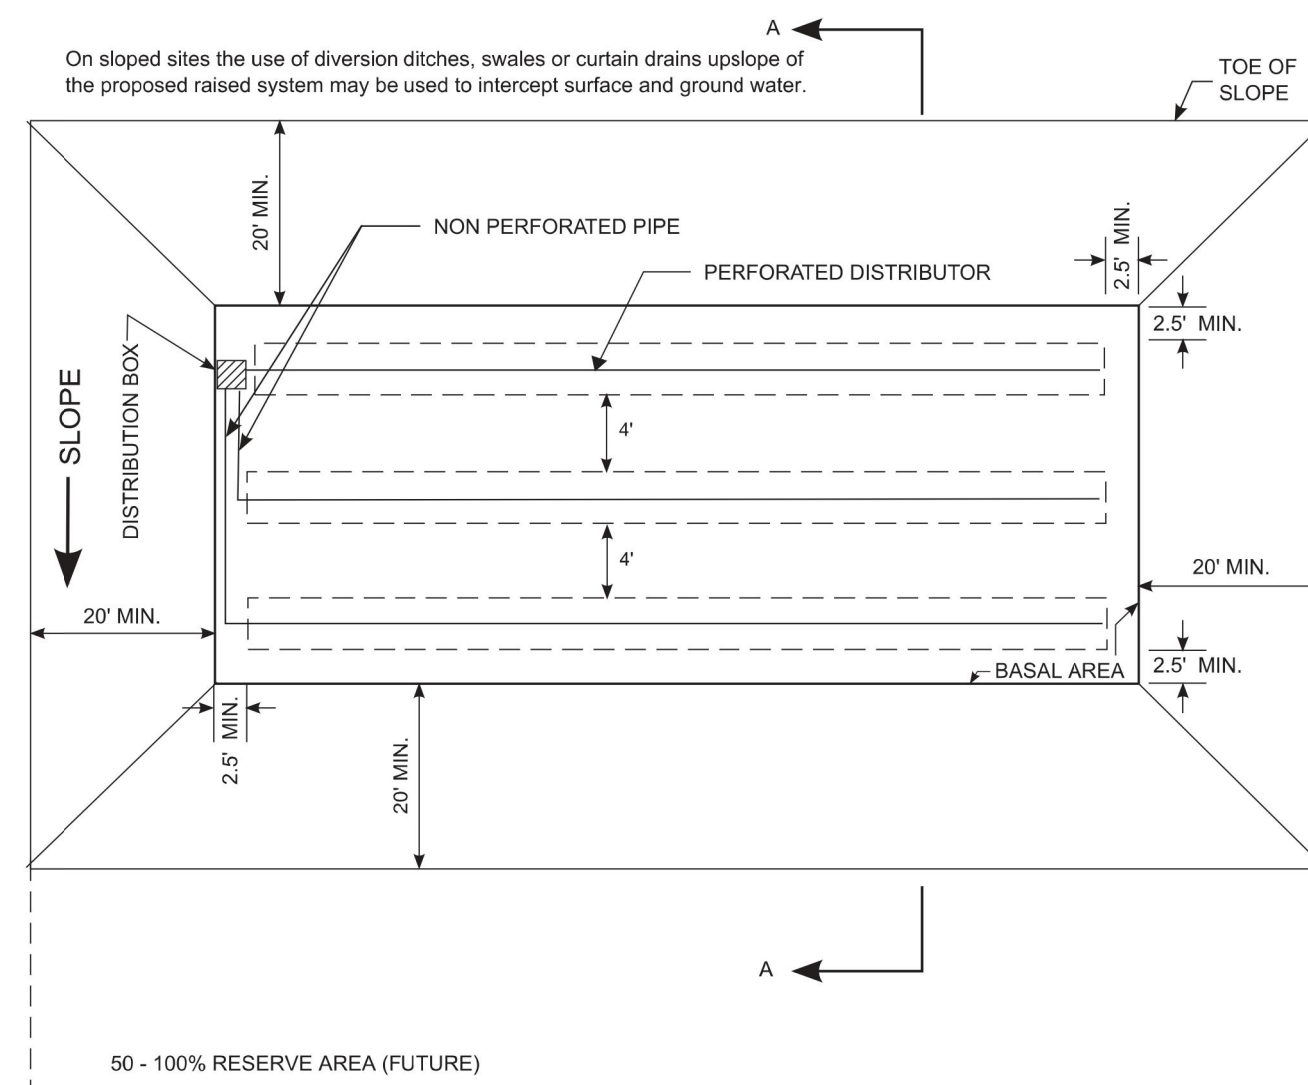 A
On sloped sites the use of diversion ditches, swales or curtain drains upslope of
the proposed raised system may be used to intercept surface and ground water.
TOE OF
SLOPE
20' MIN.
NON PERFORATED PIPE
2.5' MIN.
PERFORATED DISTRIBUTOR
2.5' MIN.
DISTRIBUTION BOX
SLOPE
4'
4'
20' MIN.
20' MIN.
2.5' MIN.
BASAL AREA
2.5' MIN.
20' MIN.
A
50 - 100% RESERVE AREA (FUTURE)